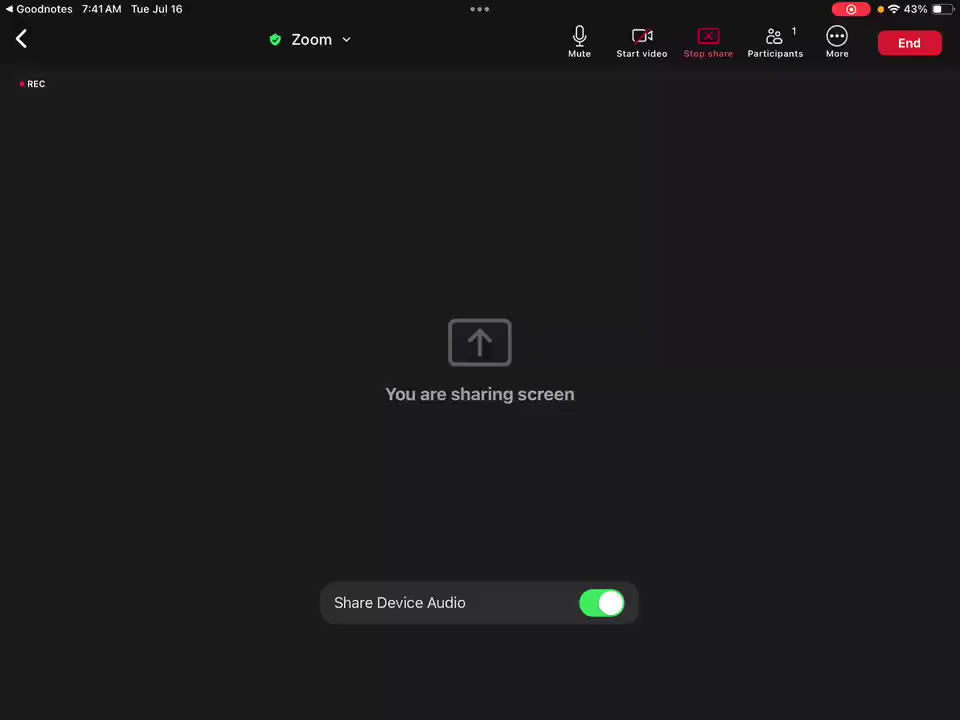 Goodnotes 7:41 AM Tue Jul 16
43%
Zoom
Mute Start video Stop share Participants 1 More End
REC
You are sharing screen
Share Device Audio